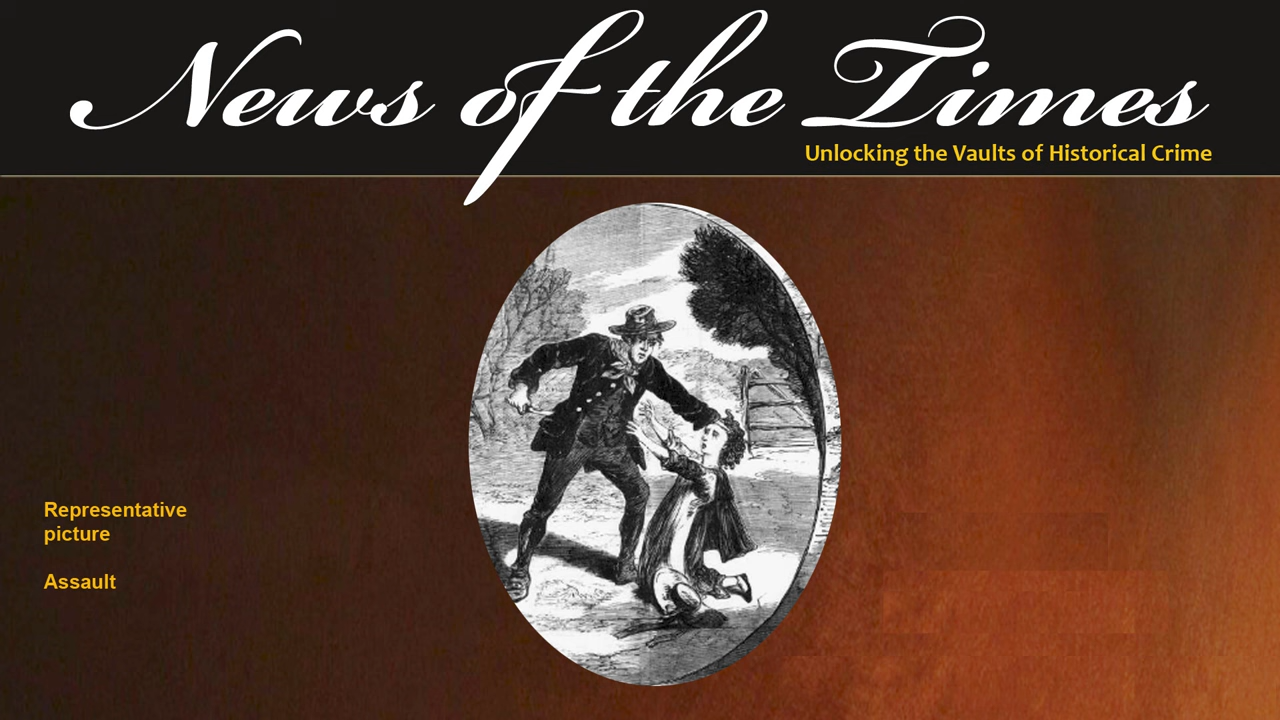 News of the Times
Unlocking the Vaults of Historical Crime
Representative
picture
Assault